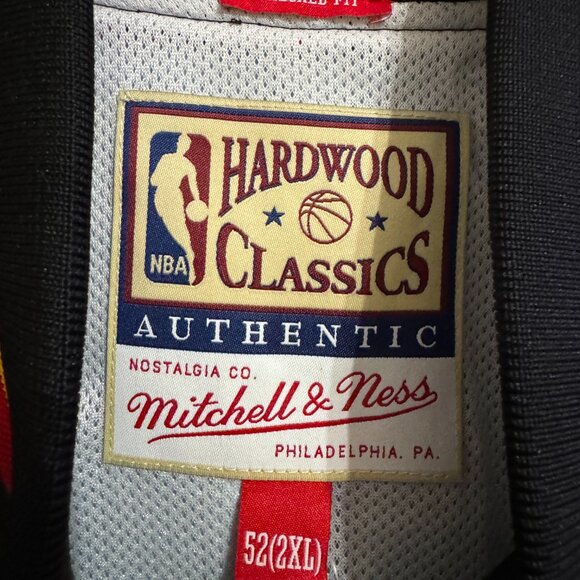 HARDWOOD
NBA
CLASSICS
AUTHENTIC
NOSTALGIA CO.
Mitchell & Ness
PHILADELPHIA, PA.
52(2XL)